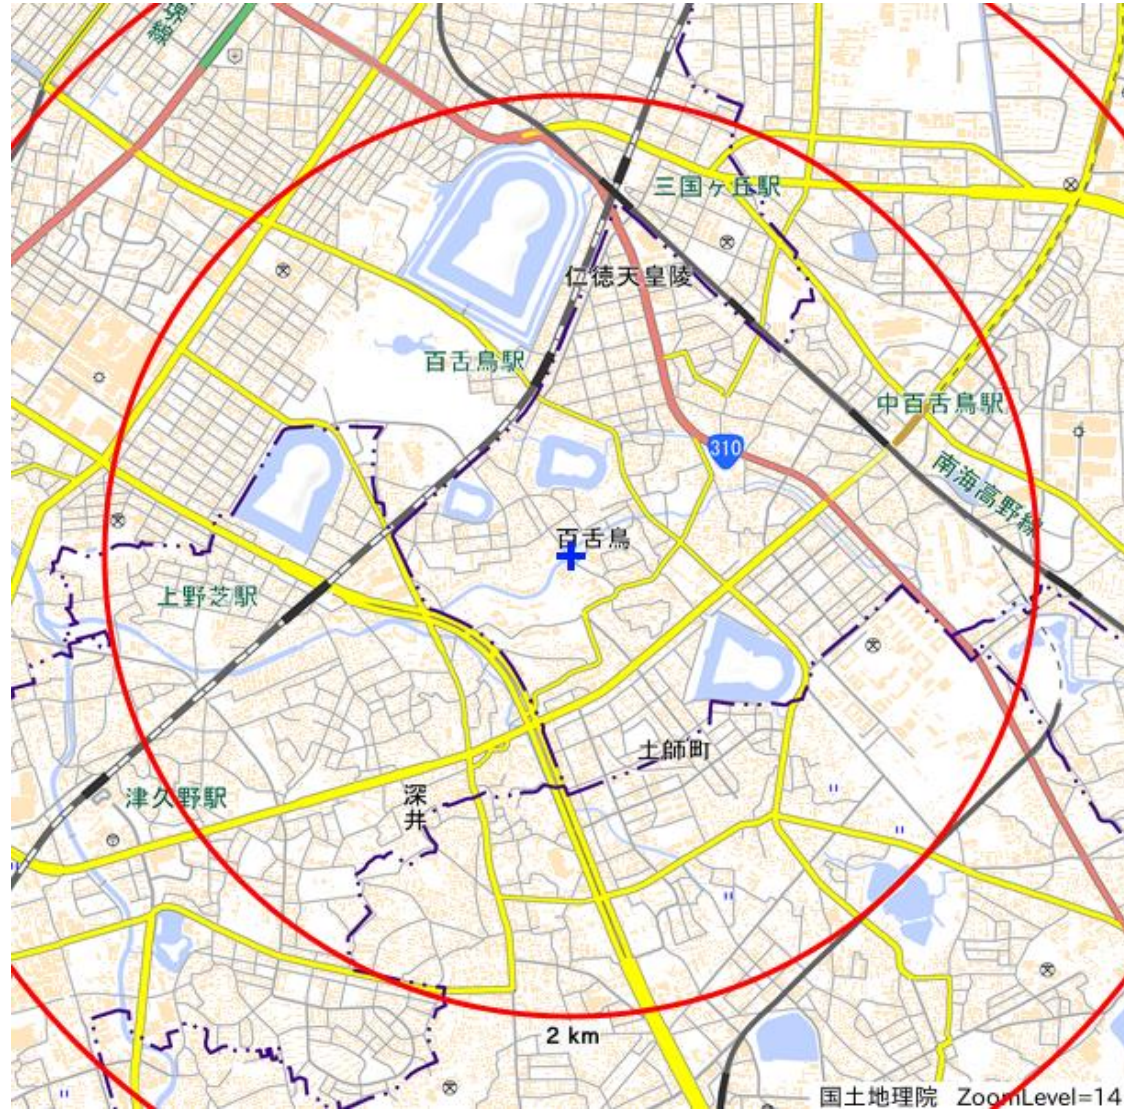 堺線
三国ヶ丘駅
仁徳天皇陵
百舌鳥駅
中百舌鳥駅
310
南海高野線
百舌鳥
上野芝駅
土師町
津久野駅
深井
2 km
国土地理院 ZoomLevel=14